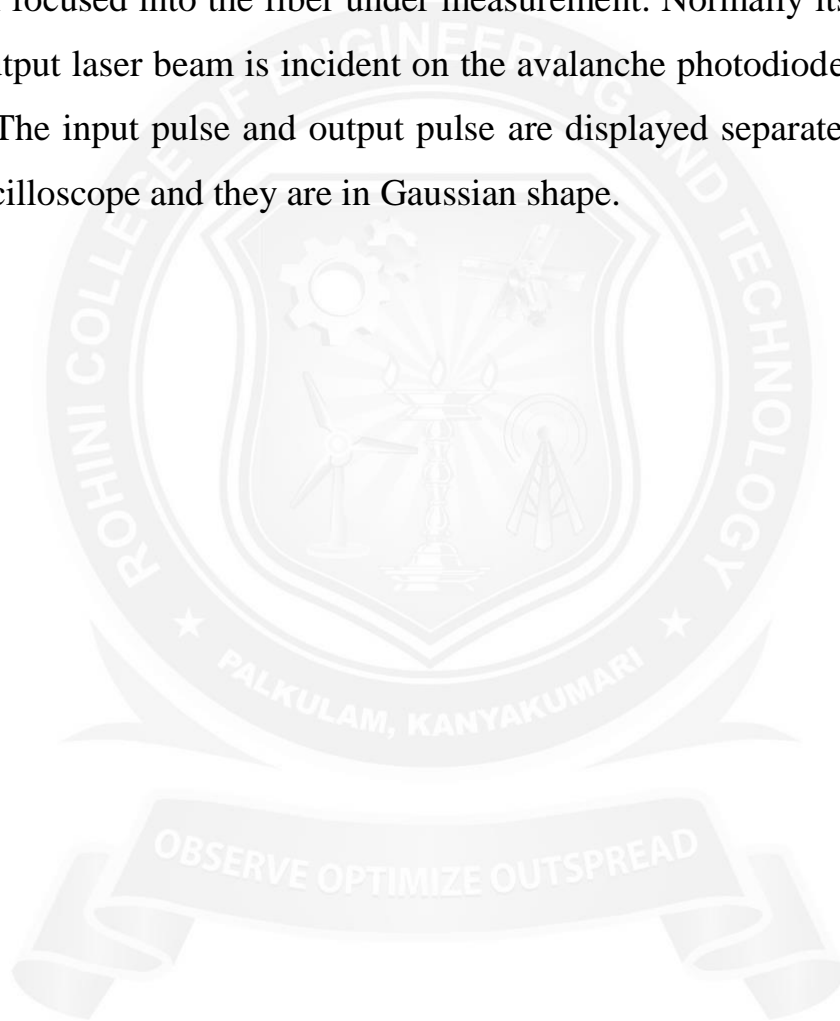 focused into the fiber under measurement. Normally its
tput laser beam is incident on the avalanche photodiode
The input pulse and output pulse are displayed separate
cilloscope and they are in Gaussian shape.
ROHINI COLLEGE OF ENGINEERING AND TECHNOLOGY
PALKULAM, KANYAKUMARI
OBSERVE OPTIMIZE OUTSPREAD